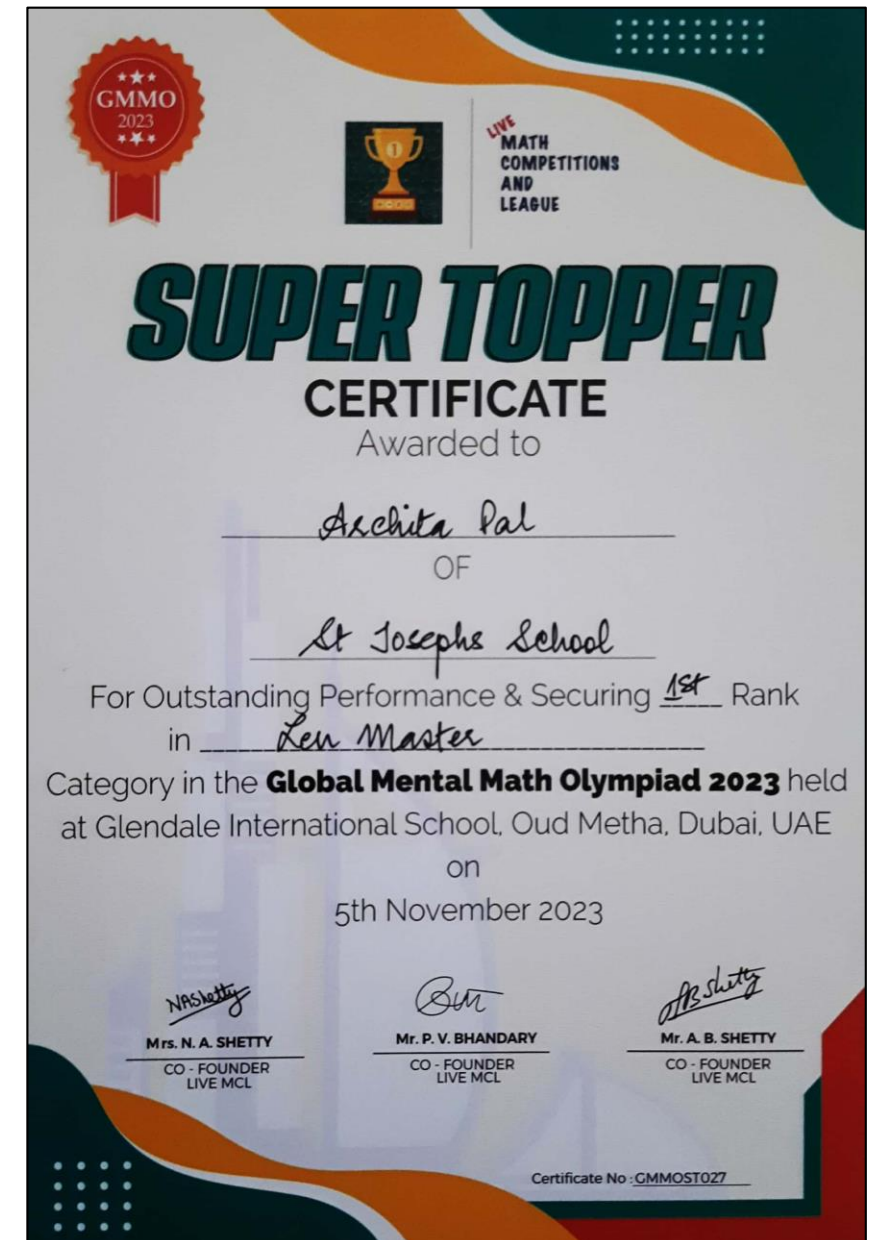 GMMO
2023
1
LIVE
MATH
COMPETITIONS
AND
LEAGUE
SUPER TOPPER
CERTIFICATE
Awarded to
Archita Pal
OF
St Josephs School
For Outstanding Performance & Securing 1st Rank
in Master
Category in the Global Mental Math Olympiad 2023 held
at Glendale International School, Oud Metha, Dubai, UAE
on
5th November 2023
NAShetty
ABShetty
Mrs. N. A. SHETTY
Mr. P. V. BHANDARY
Mr. A. B. SHETTY
CO - FOUNDER
LIVE MCL
CO - FOUNDER
LIVE MCL
CO - FOUNDER
LIVE MCL
Certificate No : GMMOST027